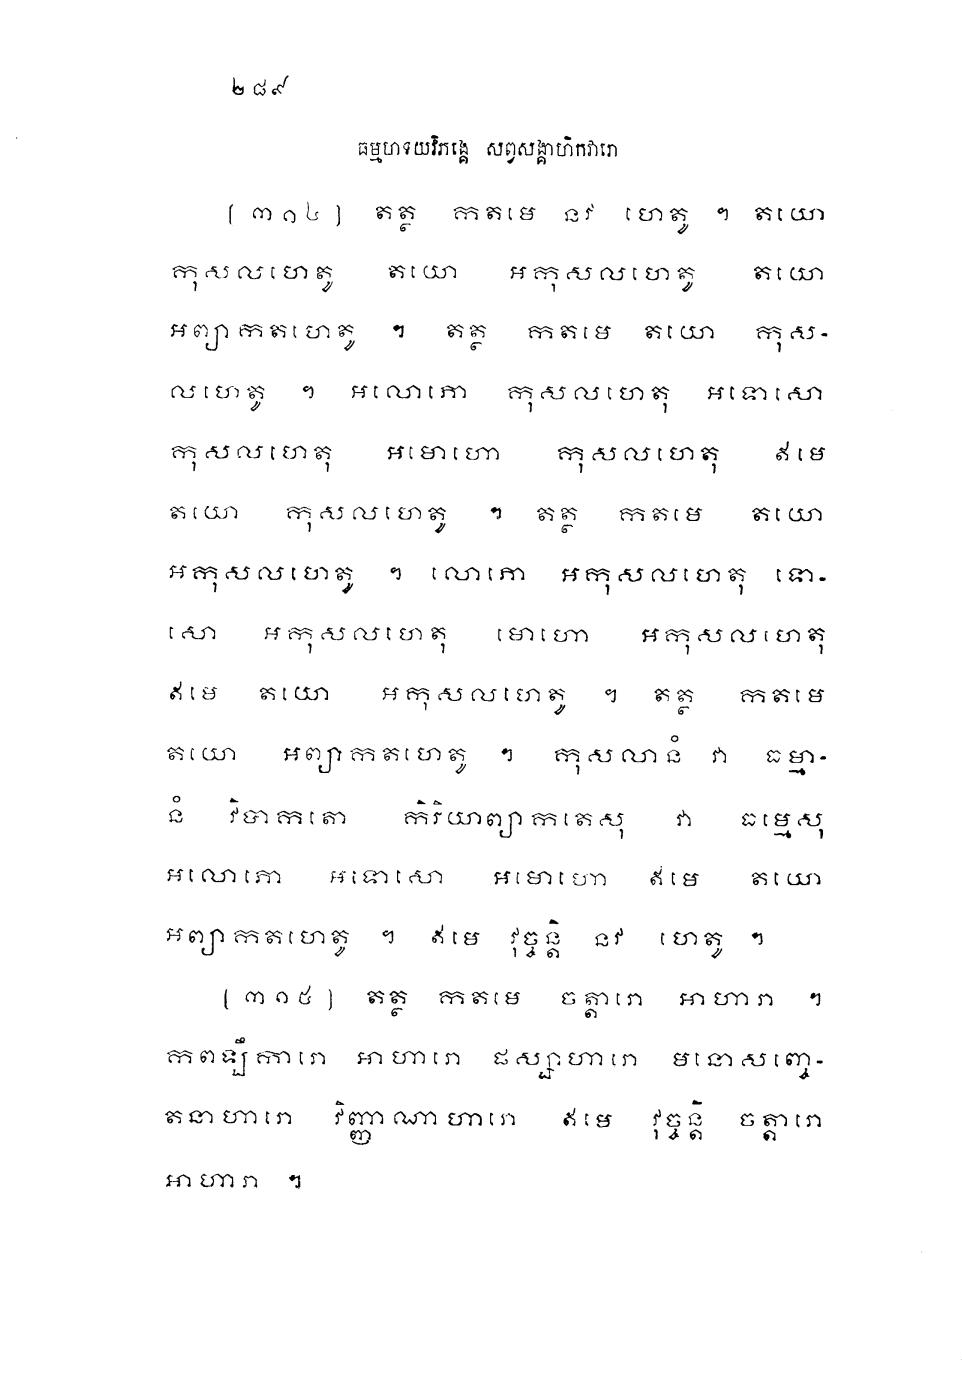 ២៨៩
ធម្មហទយវិភង្គេ សព្វសង្គាហិកវារោ
(៣១៤) តត្ថ កតមេ នវ ហេតូ ។ តយោ
កុសលហេតូ តយោ អកុសលហេតូ តយោ
អព្យាកតហេតូ ។ តត្ថ កតមេ តយោ កុស-
លហេតូ ។ អលោភោ កុសលហេតុ អទោសោ
កុសលហេតុ អមោហោ កុសលហេតុ ឥមេ
តយោ កុសលហេតូ ។ តត្ថ កតមេ តយោ
អកុសលហេតូ ។ លោភោ អកុសលហេតុ ទោ-
សោ អកុសលហេតុ មោហោ អកុសលហេតុ
ឥមេ តយោ អកុសលហេតូ ។ តត្ថ កតមេ
តយោ អព្យាកតហេតូ ។ កុសលានំ វា ធម្មា-
នំ វិបាកតោ កិរិយាព្យាកតេសុ វា ធម្មេសុ
អលោភោ អទោសោ អមោហោ ឥមេ តយោ
អព្យាកតហេតូ ។ ឥមេ វុច្ចន្តិ នវ ហេតូ ។
(៣១៥) តត្ថ កតមេ ចត្តារោ អាហារា ។
កពឡឹការោ អាហារោ ផស្សាហារោ មនោសញ្ចេ-
តនាហារោ វិញ្ញាណាហារោ ឥមេ វុច្ចន្តិ ចត្តារោ
អាហារា ។